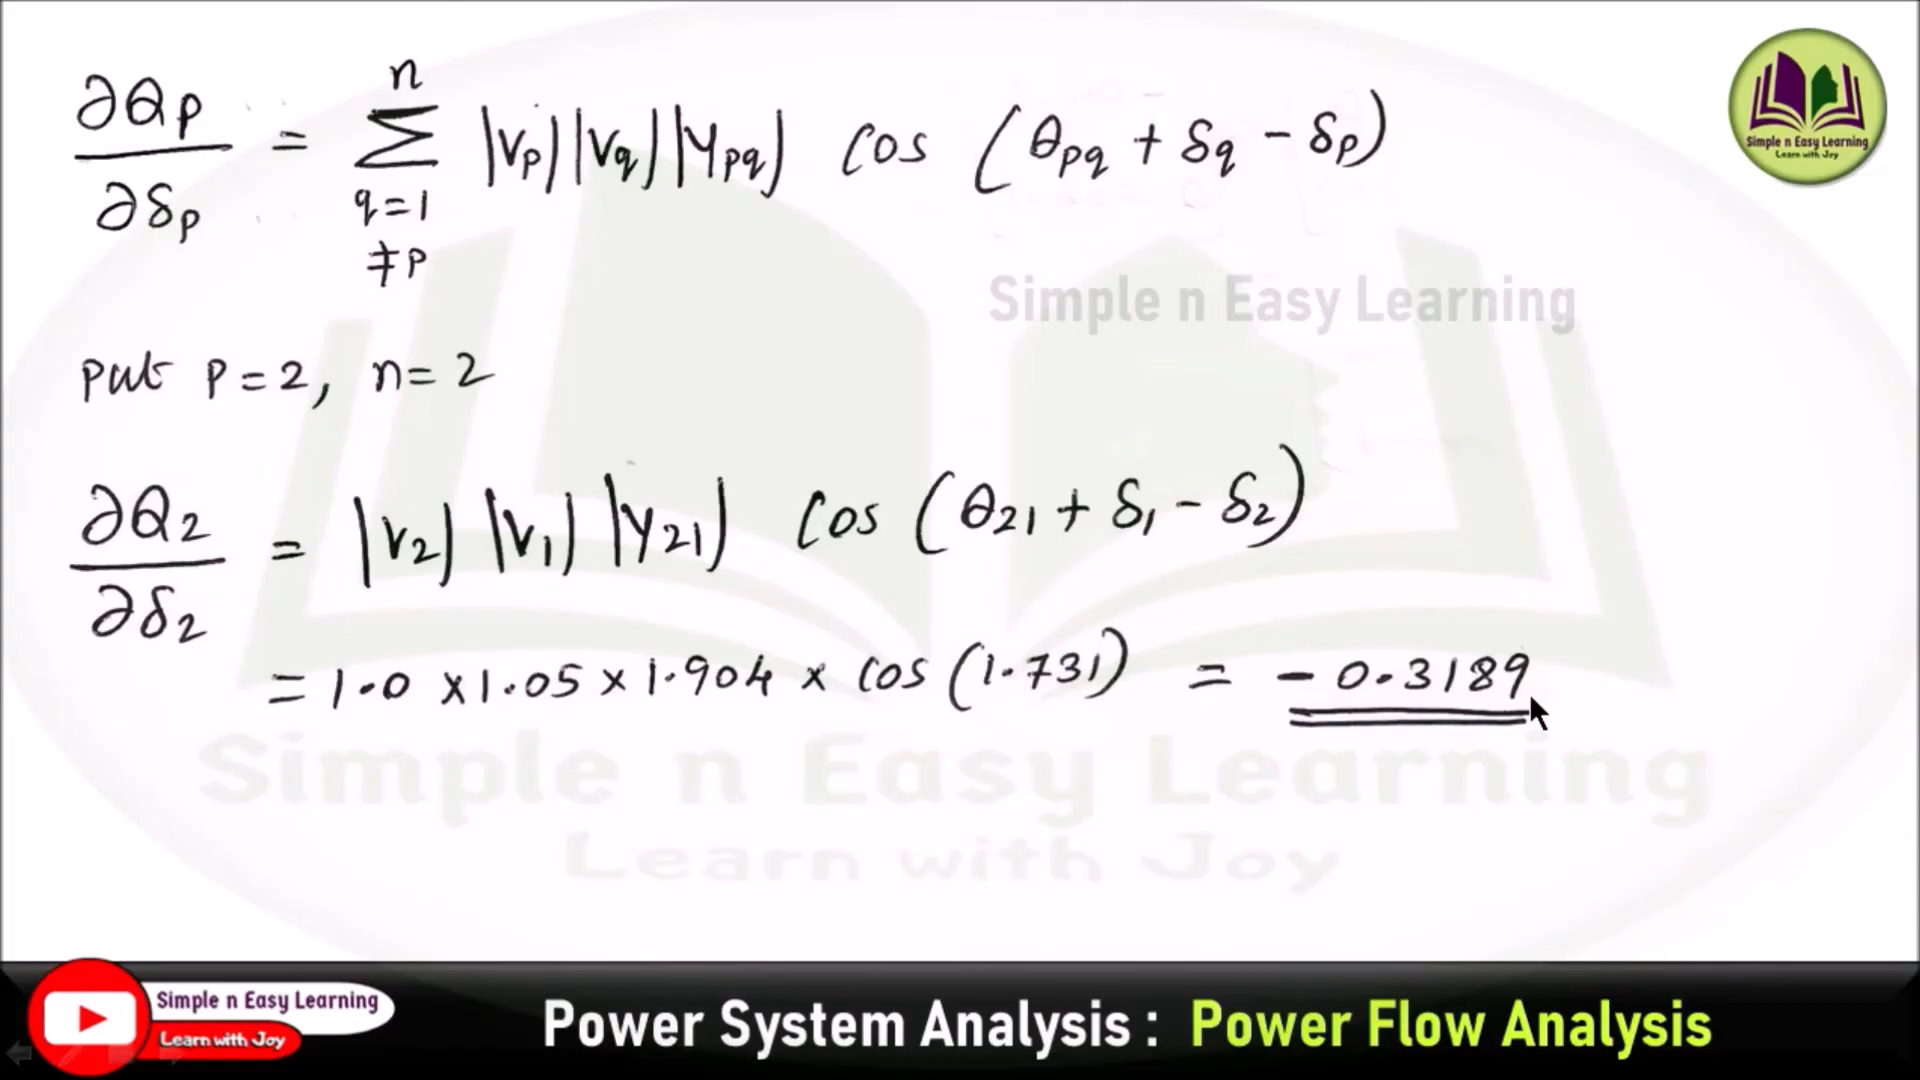 ∂Qp/∂δp = n Σ q=1 ≠p |Vp||Vq||Ypq| cos (θpq + δq - δp)
Simple n Easy Learning
Learn with Joy
Simple n Easy Learning
put p=2, n=2
∂Q2/∂δ2 = |V2| |V1| |Y21| cos (θ21 + δ1 - δ2)
= 1.0 x 1.05 x 1.904 x cos (1.731) = - 0.3189
Simple n Easy Learning
Learn with Joy
Simple n Easy Learning
Learn with Joy
Power System Analysis : Power Flow Analysis